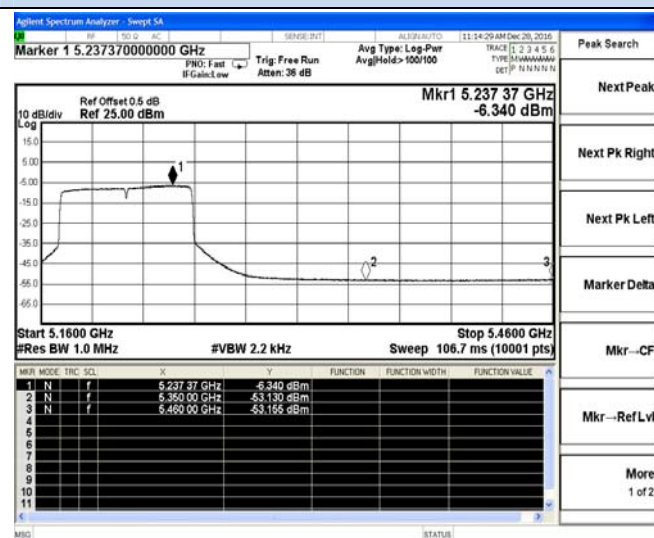 Agilent Spectrum Analyzer - Swept SA
RF 50 Ω AC SENSE:INT ALIGNAUTO 11:14:29 AM Dec 28, 2016
Marker 1 5.237370000000 GHz
PNO: Fast
IFGain:Low
Trig: Free Run
Atten: 36 dB
Avg Type: Log-Pwr
Avg|Hold>100/100
TRACE 1 2 3 4 5 6
TYPE MWWWWW
DET P N N N N N
Peak Search
Next Peak
Next Pk Right
Next Pk Left
Marker Delta
Mkr→CF
Mkr→RefLvl
More
1 of 2
Mkr1 5.237 37 GHz
-6.340 dBm
Ref Offset 0.5 dB
10 dB/div Ref 25.00 dBm
Log
15.0
5.00
-5.00
-15.0
-25.0
-35.0
-45.0
-55.0
-65.0
1
2
3
Start 5.1600 GHz Stop 5.4600 GHz
#Res BW 1.0 MHz #VBW 2.2 kHz Sweep 106.7 ms (10001 pts)
MKR MODE TRC SCL X Y FUNCTION FUNCTION WIDTH FUNCTION VALUE
1 N f 5.237 37 GHz -6.340 dBm
2 N f 5.350 00 GHz -53.130 dBm
3 N f 5.460 00 GHz -53.155 dBm
4
5
6
7
8
9
10
11
MSG STATUS